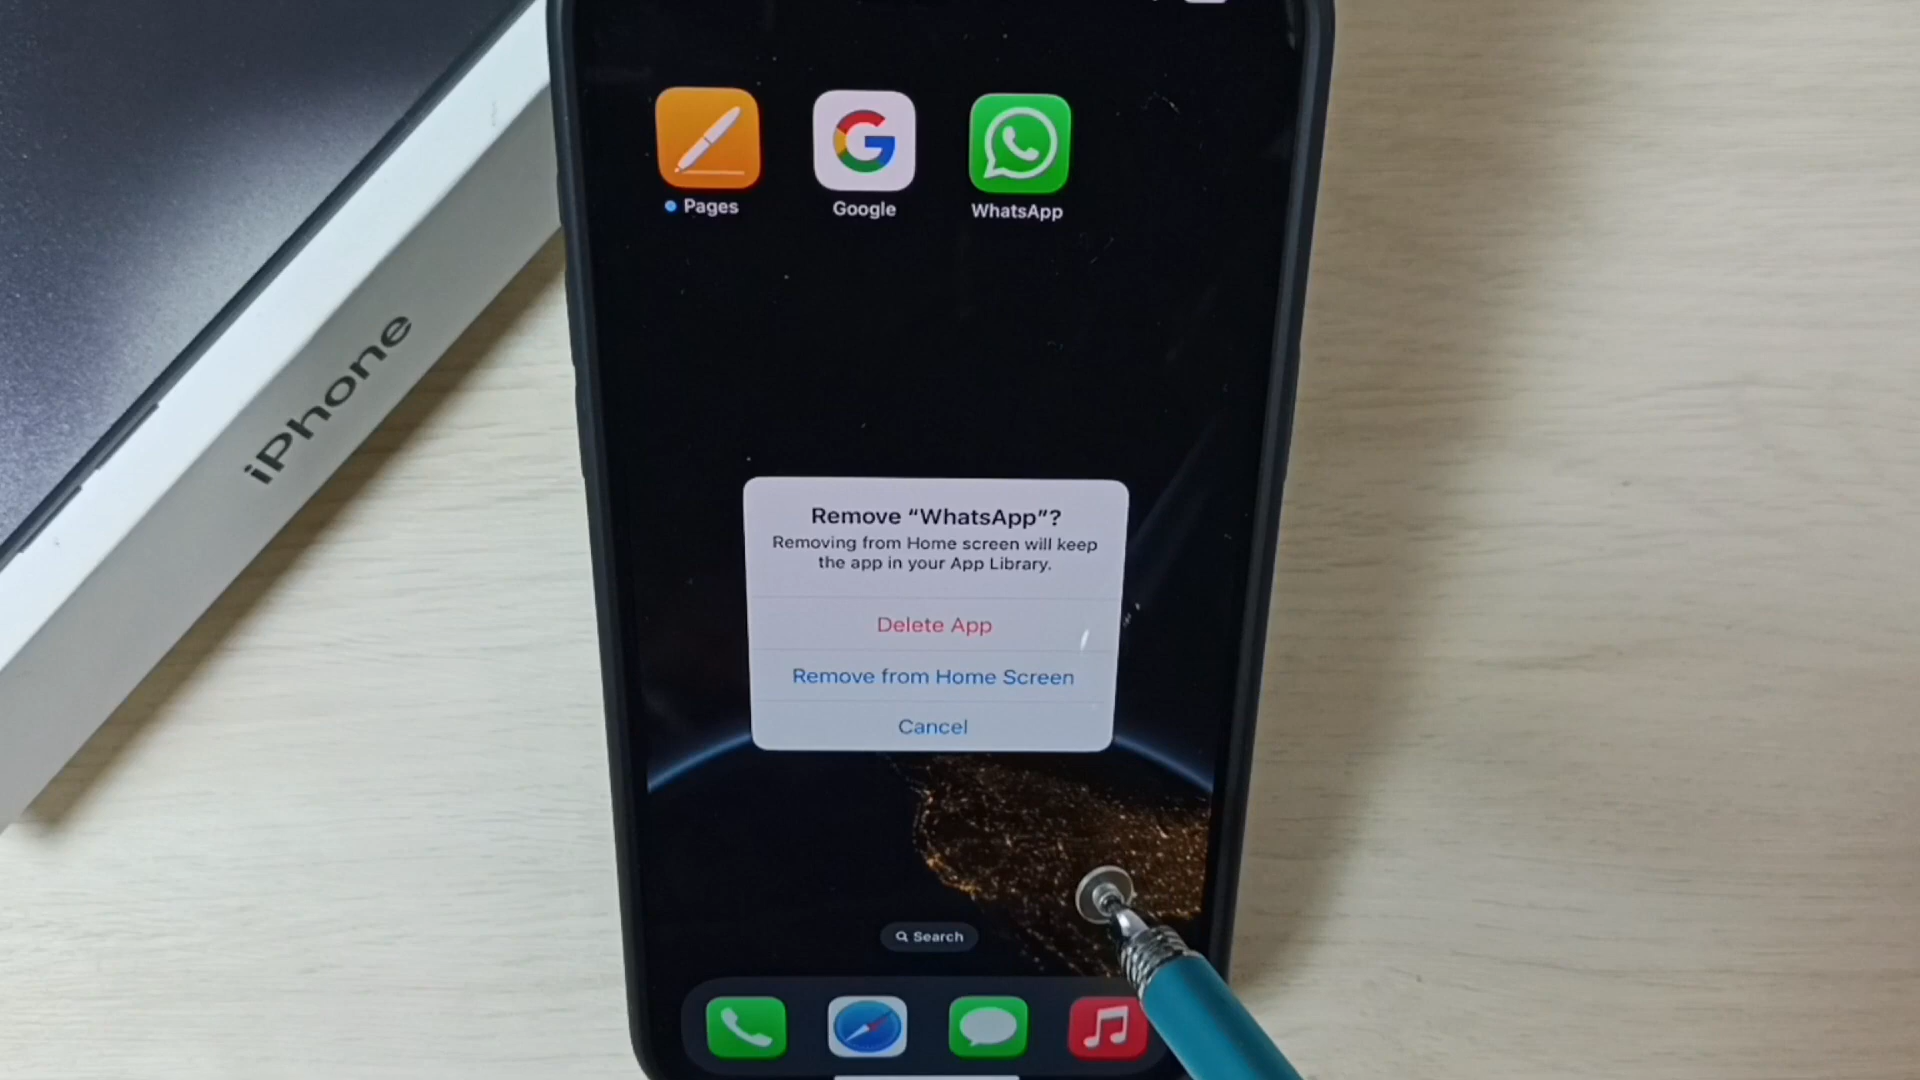 iPhone
Pages
Google
WhatsApp
Remove “WhatsApp”?
Removing from Home screen will keep
the app in your App Library.
Delete App
Remove from Home Screen
Cancel
Search